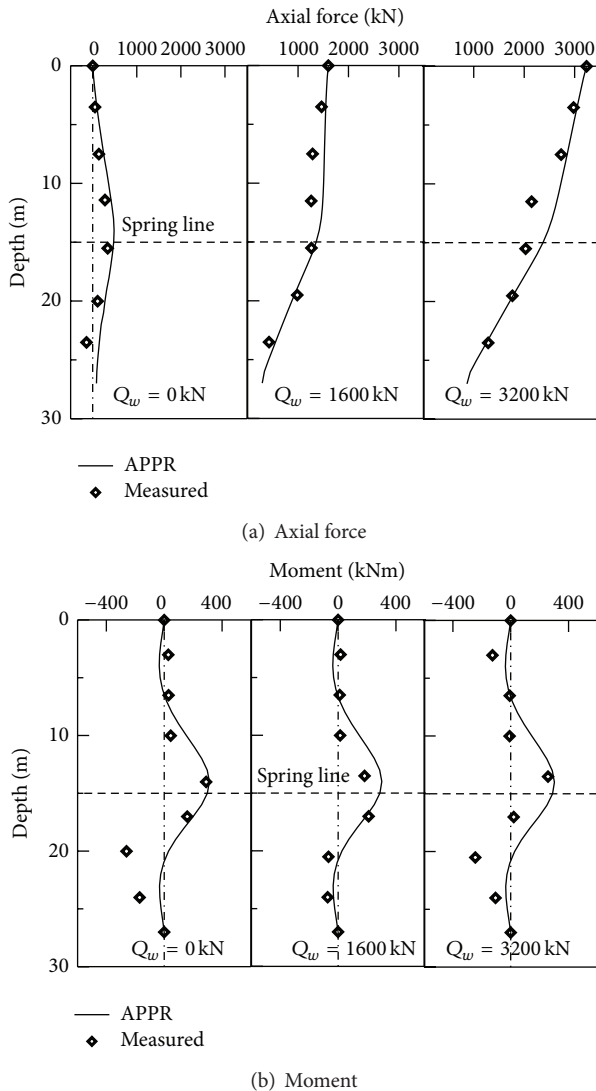 Axial force (kN)
0 1000 2000 3000 1000 2000 3000 1000 2000 3000
0
10
20
30
Depth (m)
Spring line
Q_w = 0 kN
Q_w = 1600 kN
Q_w = 3200 kN
APPR
Measured
(a) Axial force
Moment (kNm)
−400 0 400 −400 0 400 −400 0 400
0
10
20
30
Depth (m)
Spring line
Q_w = 0 kN
Q_w = 1600 kN
Q_w = 3200 kN
APPR
Measured
(b) Moment